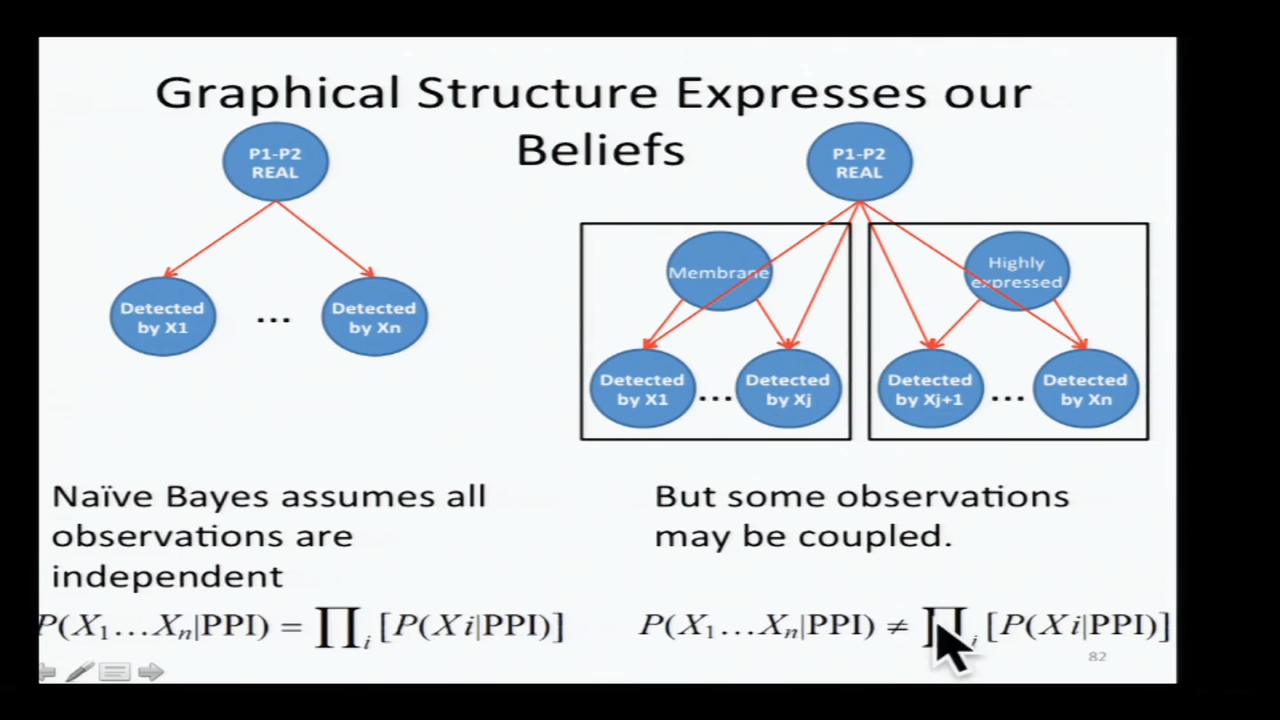 Graphical Structure Expresses our
Beliefs
P1-P2
REAL
Detected
by X1
...
Detected
by Xn
P1-P2
REAL
Membrane
Highly
expressed
Detected
by X1
...
Detected
by Xj
Detected
by Xj+1
...
Detected
by Xn
Naïve Bayes assumes all
observations are
independent
P(X₁...Xₙ|PPI) = ∏ᵢ [P(Xi|PPI)]
But some observations
may be coupled.
P(X₁...Xₙ|PPI) ≠ ∏ᵢ [P(Xi|PPI)]
82